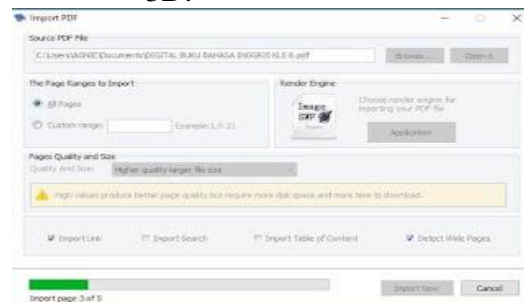 Import PDF
Source PDF File
C:\Users\AGNIE\Documents\DIGITAL BUKU BAHASA INGGRIS KLS 8.pdf
Browse...
Open it
The Page Ranges to Import
All Pages
Custom range:
Example: 1,5-21
Render Engine
Image
SWF
Choose render engine for
importing your PDF file
Application
Pages Quality and Size
Quality And Size:
Higher quality larger file size
High values produce better page quality but require more disk space and more time to download.
Import Link
Import Search
Import Table of Content
Detect Wide Pages
Import page 3 of 5
Import Now
Cancel